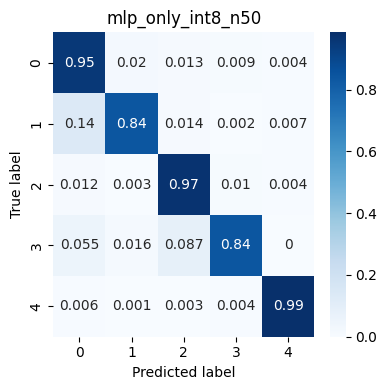 mlp_only_int8_n50
True label
0 0.95 0.02 0.013 0.009 0.004
1 0.14 0.84 0.014 0.002 0.007
2 0.012 0.003 0.97 0.01 0.004
3 0.055 0.016 0.087 0.84 0
4 0.006 0.001 0.003 0.004 0.99
0 1 2 3 4
Predicted label
0.8
0.6
0.4
0.2
0.0